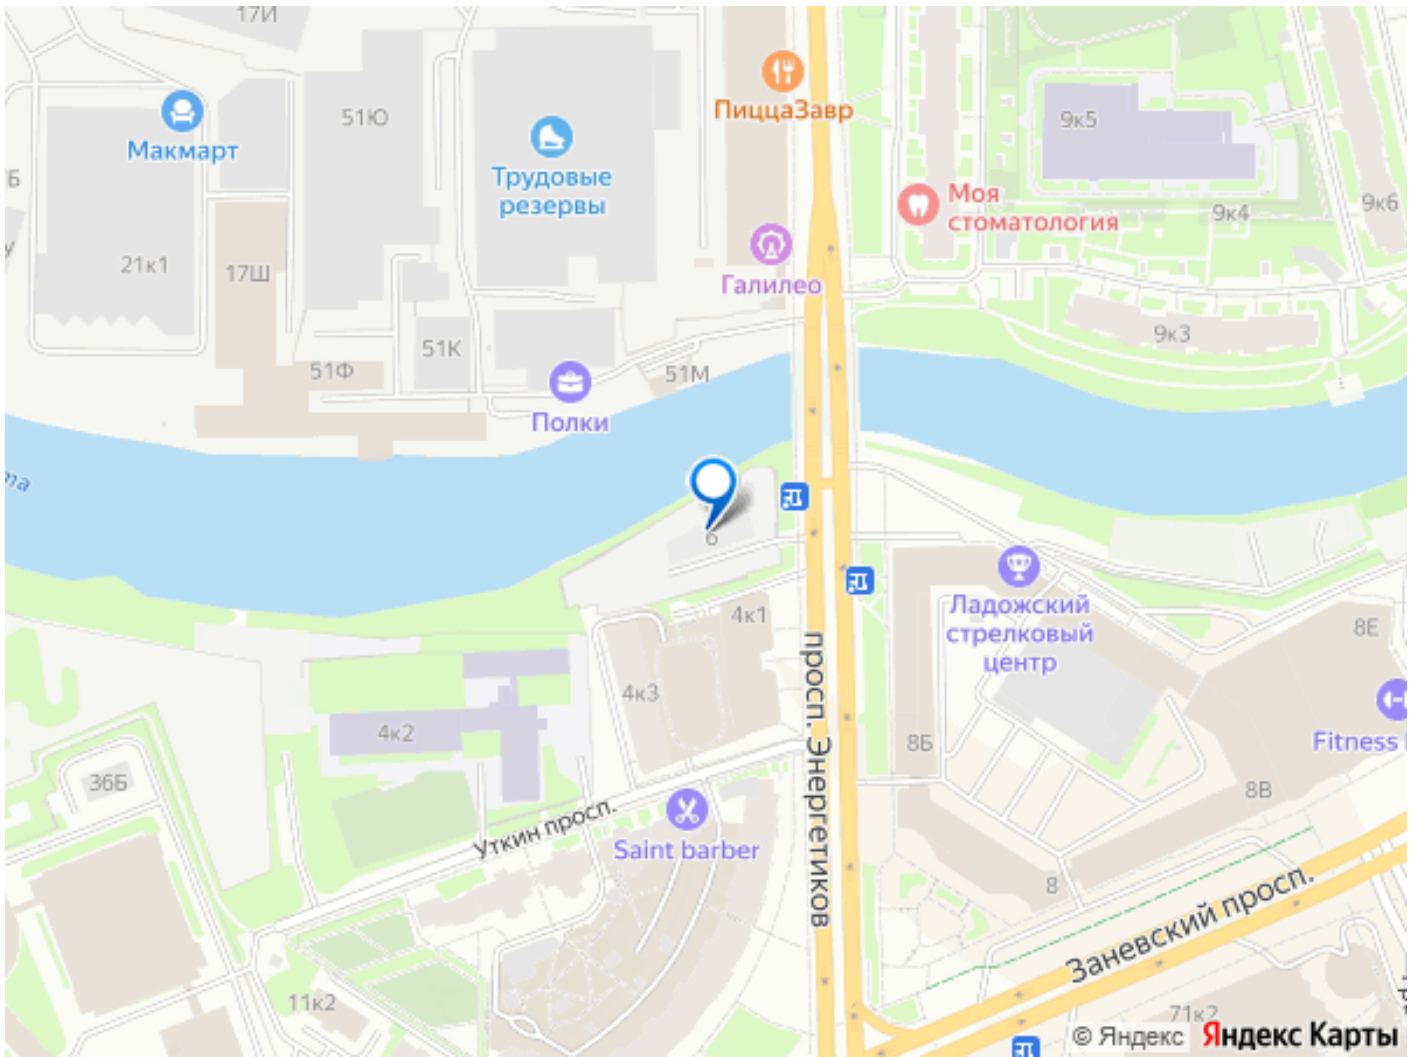 17И
ПиццаЗавр
51Ю
Макмарт
Трудовые
резервы
9к5
Моя
стоматология
9к4
9к6
21к1
17Ш
Галилео
9к3
51К
51Ф
51М
Полки
6
4к1
Ладожский
стрелковый
центр
8Е
4к3
4к2
просп. Энергетиков
8Б
Fitness
36Б
8В
Уткин просп.
Saint barber
8
Заневский просп.
11к2
71к2
© Яндекс
Яндекс Карты